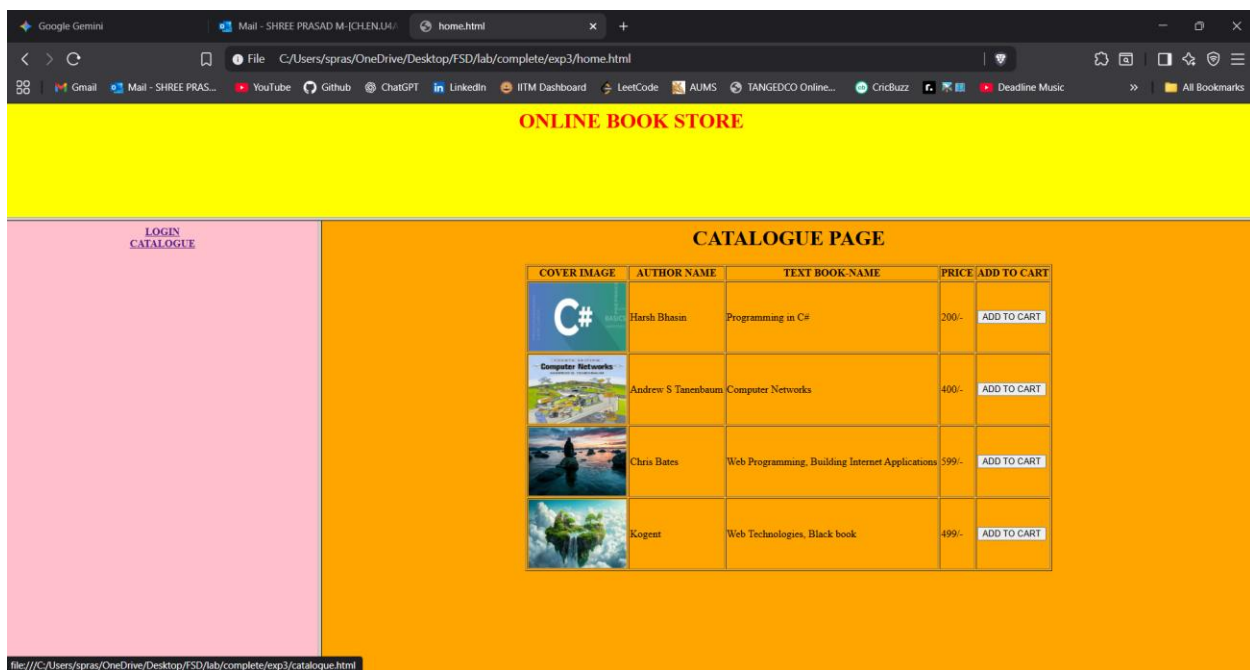 Google Gemini
Mail - SHREE PRASAD M-[CH.EN.U4A
home.html
File C:/Users/spras/OneDrive/Desktop/FSD/lab/complete/exp3/home.html
Gmail Mail - SHREE PRAS... YouTube Github ChatGPT LinkedIn IITM Dashboard LeetCode AUMS TANGEDCO Online... CricBuzz r. Deadline Music » All Bookmarks
ONLINE BOOK STORE
LOGIN
CATALOGUE
CATALOGUE PAGE
COVER IMAGE AUTHOR NAME TEXT BOOK-NAME PRICE ADD TO CART
C# BASICS Harsh Bhasin Programming in C# 200/- ADD TO CART
Computer Networks Andrew S Tanenbaum Computer Networks 400/- ADD TO CART
Chris Bates Web Programming, Building Internet Applications 599/- ADD TO CART
Kogent Web Technologies, Black book 499/- ADD TO CART
file:///C:/Users/spras/OneDrive/Desktop/FSD/lab/complete/exp3/catalogue.html